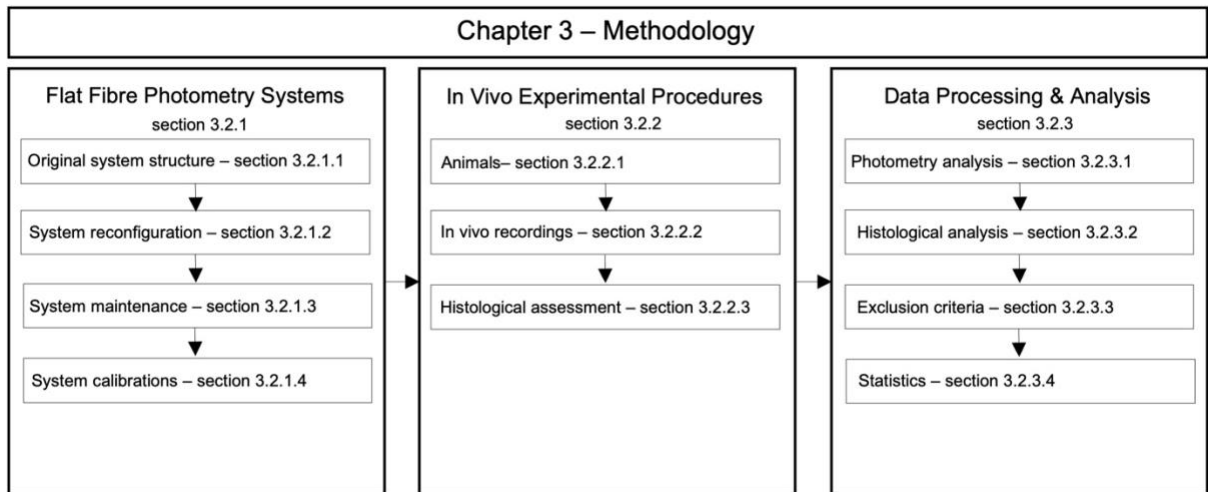 Chapter 3 – Methodology
Flat Fibre Photometry Systems
section 3.2.1
Original system structure – section 3.2.1.1
System reconfiguration – section 3.2.1.2
System maintenance – section 3.2.1.3
System calibrations – section 3.2.1.4
In Vivo Experimental Procedures
section 3.2.2
Animals– section 3.2.2.1
In vivo recordings – section 3.2.2.2
Histological assessment – section 3.2.2.3
Data Processing & Analysis
section 3.2.3
Photometry analysis – section 3.2.3.1
Histological analysis – section 3.2.3.2
Exclusion criteria – section 3.2.3.3
Statistics – section 3.2.3.4